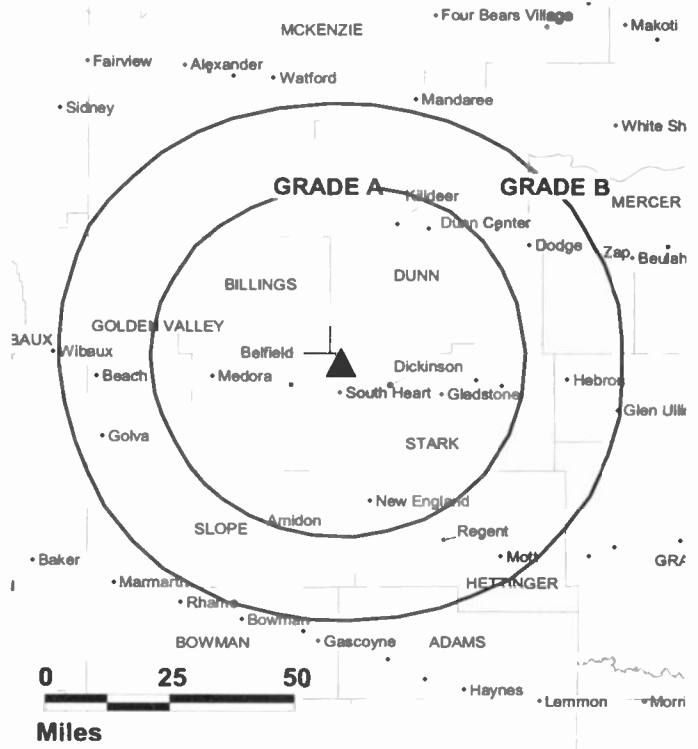 Four Bears Village
Makoti
MCKENZIE
Fairview
Alexander
Watford
Sidney
Mandaree
White Sh
GRADE A
GRADE B
Killdeer
MERCER
Dunn Center
Dodge
Zap
Beulah
BILLINGS
DUNN
GOLDEN VALLEY
BAUX
Wibaux
Belfield
Beach
Medora
Dickinson
South Heart
Gladstone
Hebron
Glen Ullin
Golva
STARK
New England
SLOPE
Amidon
Regent
Baker
Mott
GRA
Marmarth
HETTINGER
Rhame
Bowman
BOWMAN
Gascoyne
ADAMS
0 25 50
Haynes
Lemmon
Morri
Miles